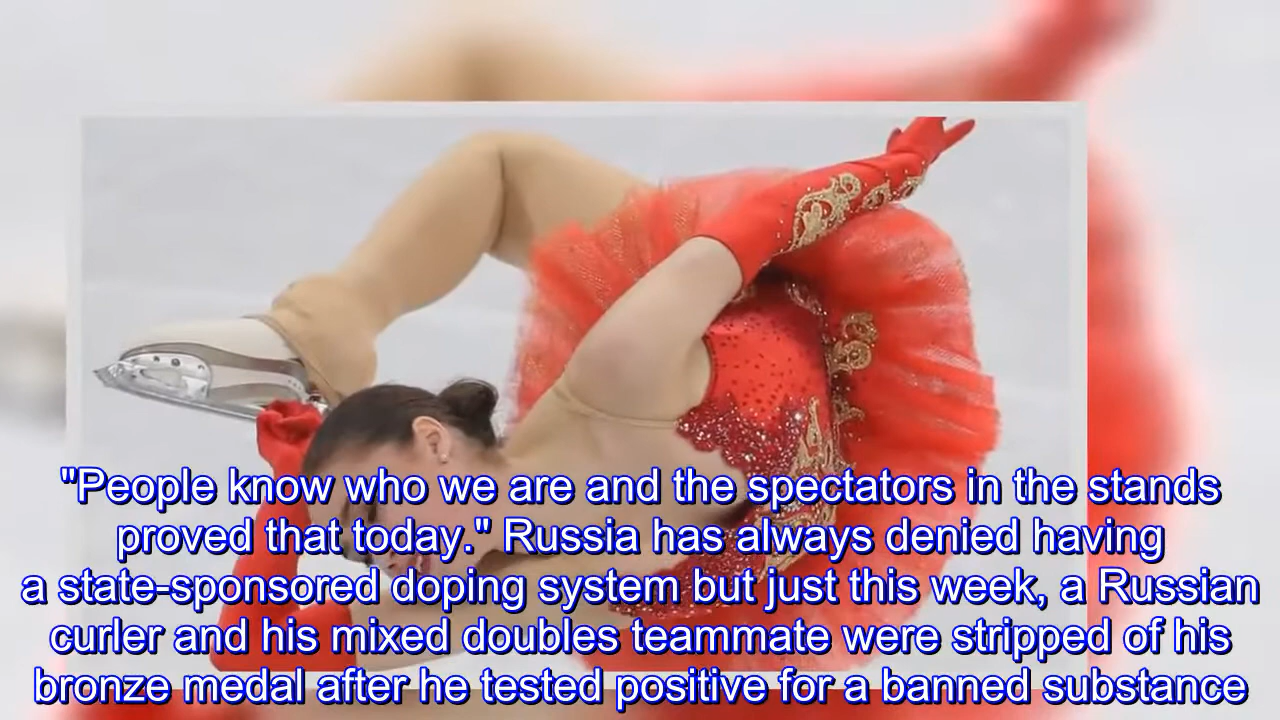 "People know who we are and the spectators in the stands
proved that today." Russia has always denied having
a state-sponsored doping system but just this week, a Russian
curler and his mixed doubles teammate were stripped of his
bronze medal after he tested positive for a banned substance